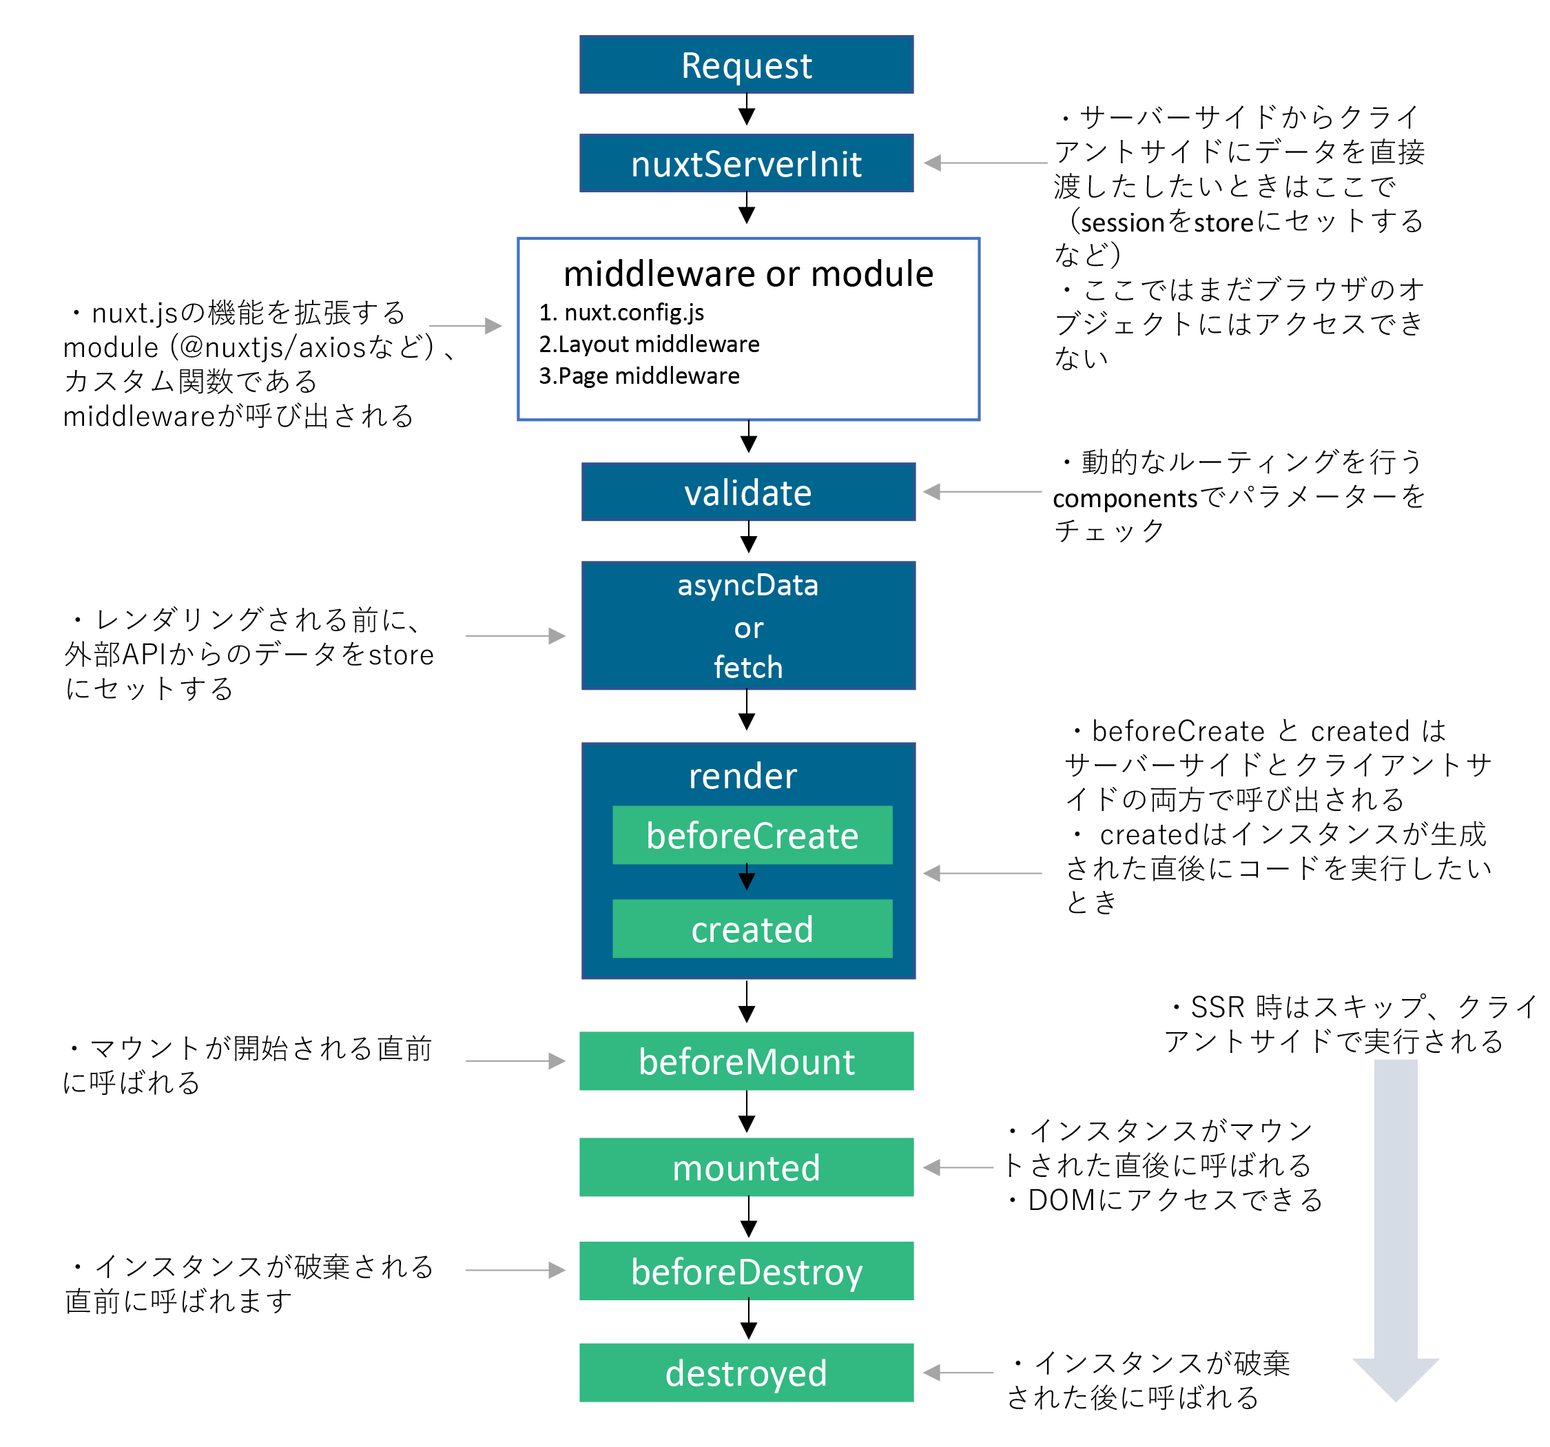 Request
nuxtServerInit
・サーバーサイドからクライ
アントサイドにデータを直接
渡したしたいときはここで
（sessionをstoreにセットする
など）
・ここではまだブラウザのオ
ブジェクトにはアクセスでき
ない
middleware or module
1. nuxt.config.js
2.Layout middleware
3.Page middleware
・nuxt.jsの機能を拡張する
module (@nuxtjs/axiosなど) 、
カスタム関数である
middlewareが呼び出される
validate
・動的なルーティングを行う
componentsでパラメーターを
チェック
asyncData
or
fetch
・レンダリングされる前に、
外部APIからのデータをstore
にセットする
render
beforeCreate
created
・beforeCreate と created は
サーバーサイドとクライアントサ
イドの両方で呼び出される
・ createdはインスタンスが生成
された直後にコードを実行したい
とき
・SSR 時はスキップ、クライ
アントサイドで実行される
beforeMount
・マウントが開始される直前
に呼ばれる
mounted
・インスタンスがマウン
トされた直後に呼ばれる
・DOMにアクセスできる
beforeDestroy
・インスタンスが破棄される
直前に呼ばれます
destroyed
・インスタンスが破棄
された後に呼ばれる